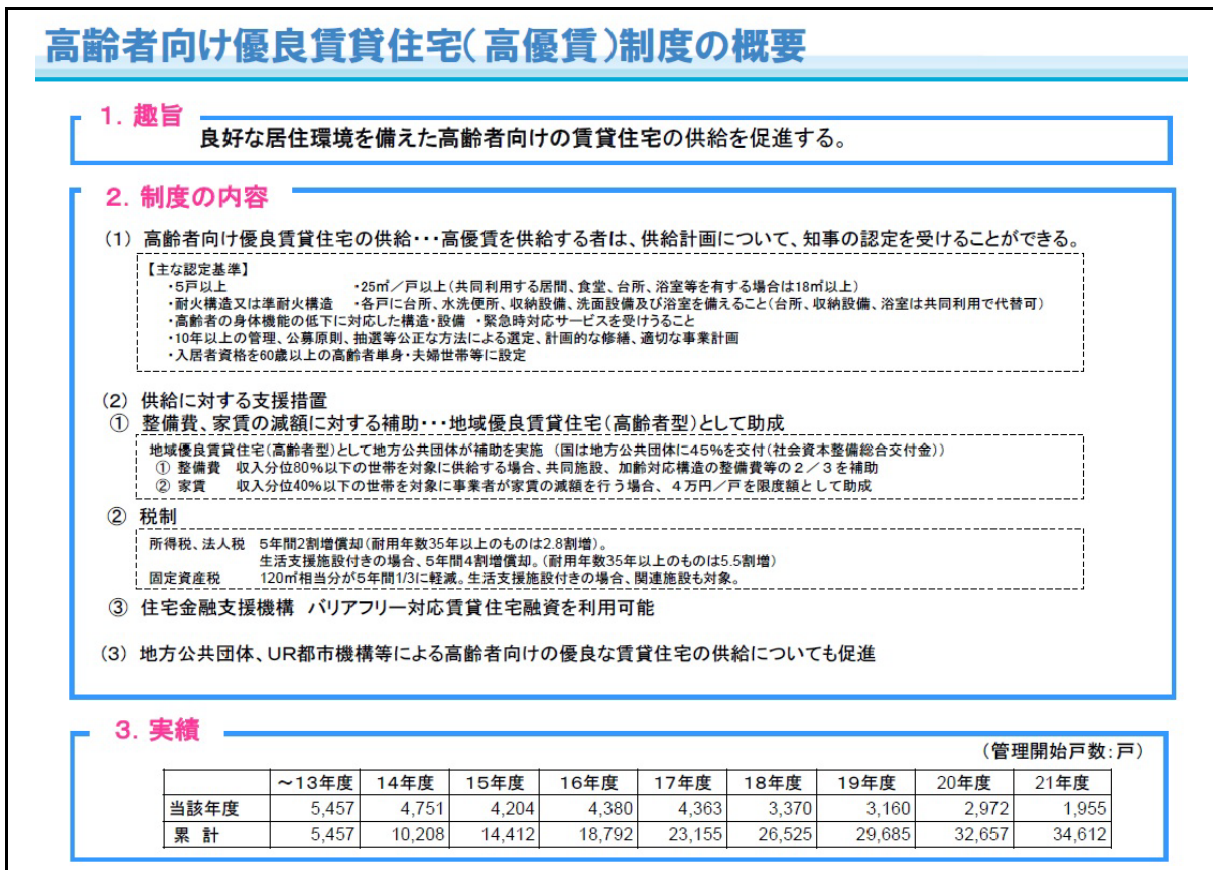 高齢者向け優良賃貸住宅(高優賃)制度の概要
1. 趣旨
良好な居住環境を備えた高齢者向けの賃貸住宅の供給を促進する。
2. 制度の内容
(1) 高齢者向け優良賃貸住宅の供給･･･高優賃を供給する者は、供給計画について、知事の認定を受けることができる。
【主な認定基準】
・5戸以上 ・25㎡/戸以上(共同利用する居間、食堂、台所、浴室等を有する場合は18㎡以上)
・耐火構造又は準耐火構造 ・各戸に台所、水洗便所、収納設備、洗面設備及び浴室を備えること(台所、収納設備、浴室は共同利用で代替可)
・高齢者の身体機能の低下に対応した構造・設備 ・緊急時対応サービスを受けうること
・10年以上の管理、公募原則、抽選等公正な方法による選定、計画的な修繕、適切な事業計画
・入居者資格を60歳以上の高齢者単身・夫婦世帯等に設定
(2) 供給に対する支援措置
① 整備費、家賃の減額に対する補助･･･地域優良賃貸住宅(高齢者型)として助成
地域優良賃貸住宅(高齢者型)として地方公共団体が補助を実施 (国は地方公共団体に45%を交付(社会資本整備総合交付金))
① 整備費 収入分位80%以下の世帯を対象に供給する場合、共同施設、加齢対応構造の整備費等の2/3を補助
② 家賃 収入分位40%以下の世帯を対象に事業者が家賃の減額を行う場合、4万円/戸を限度額として助成
② 税制
所得税、法人税 5年間2割増償却(耐用年数35年以上のものは2.8割増)。
生活支援施設付きの場合、5年間4割増償却。(耐用年数35年以上のものは5.5割増)
固定資産税 120㎡相当分が5年間1/3に軽減。生活支援施設付きの場合、関連施設も対象。
③ 住宅金融支援機構 バリアフリー対応賃貸住宅融資を利用可能
(3) 地方公共団体、UR都市機構等による高齢者向けの優良な賃貸住宅の供給についても促進
3. 実績
(管理開始戸数:戸)
～13年度 14年度 15年度 16年度 17年度 18年度 19年度 20年度 21年度
当該年度 5,457 4,751 4,204 4,380 4,363 3,370 3,160 2,972 1,955
累 計 5,457 10,208 14,412 18,792 23,155 26,525 29,685 32,657 34,612